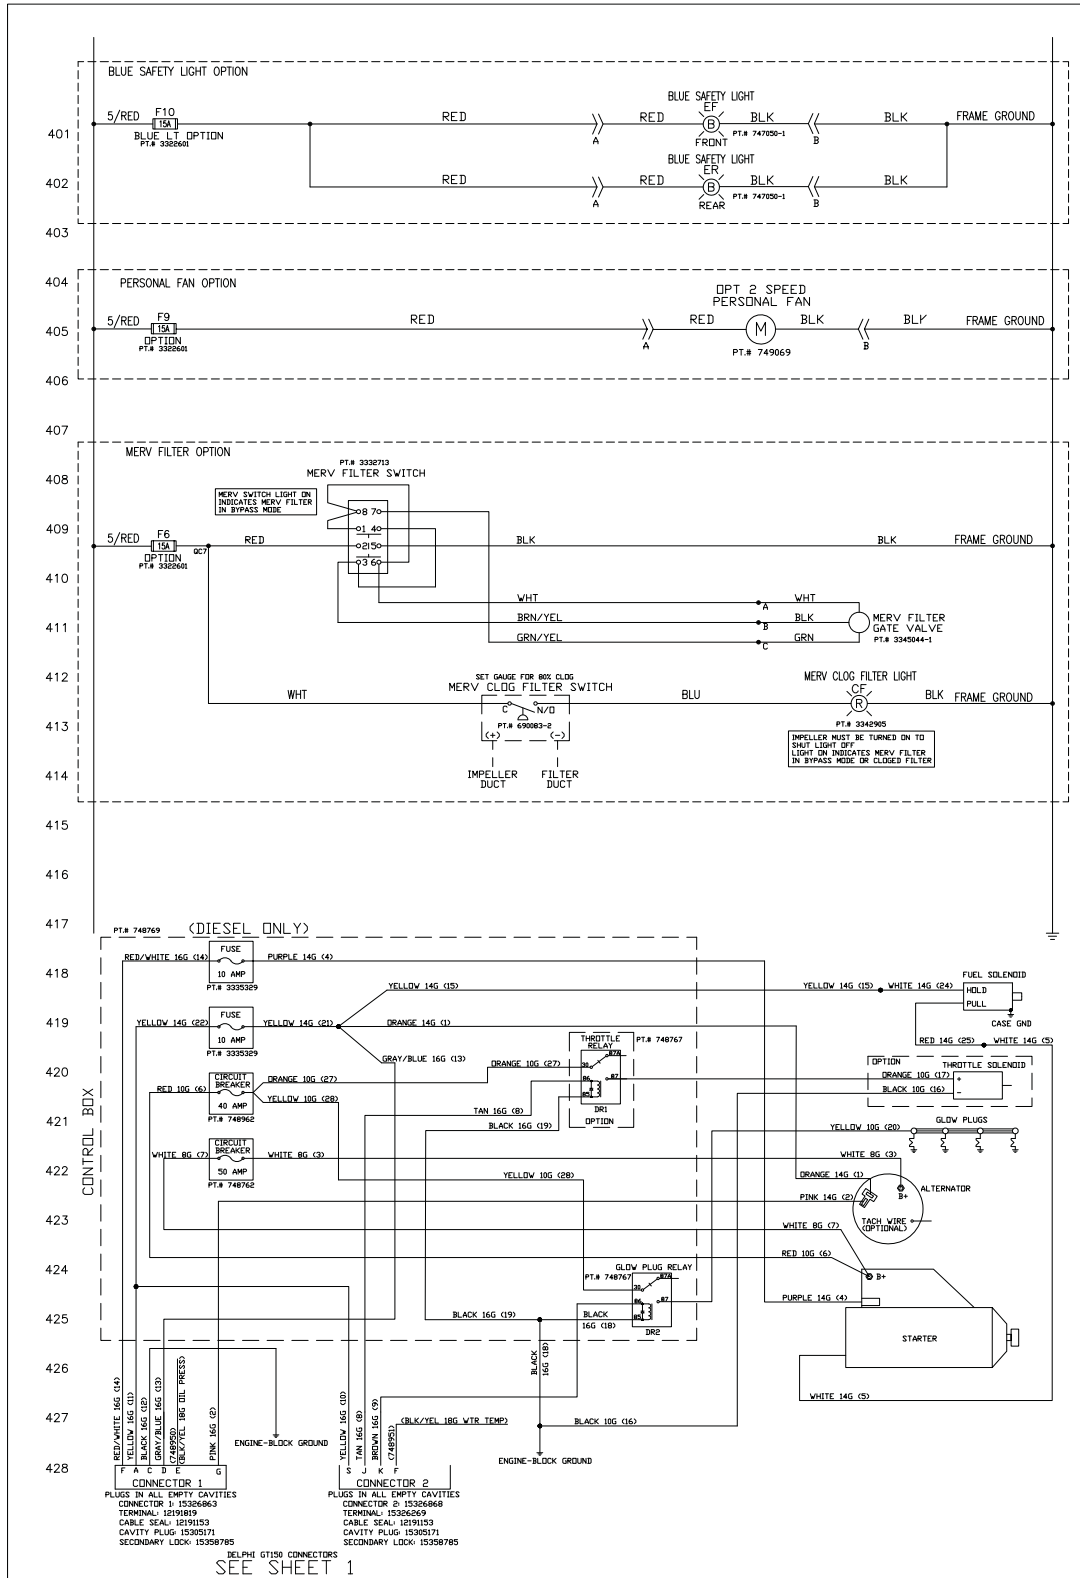 BLUE SAFETY LIGHT OPTION
401
5/RED
F10
15A
BLUE LT OPTION
PT.# 3322601
RED
A
RED
BLUE SAFETY LIGHT
EF
B
FRONT
BLK
PT.# 747050-1
B
BLK
FRAME GROUND
402
RED
A
RED
BLUE SAFETY LIGHT
ER
B
REAR
BLK
PT.# 747050-1
B
BLK
403
404
PERSONAL FAN OPTION
405
5/RED
F9
15A
OPTION
PT.# 3322601
RED
A
RED
OPT 2 SPEED
PERSONAL FAN
M
PT.# 749069
BLK
B
BLK
FRAME GROUND
406
407
MERV FILTER OPTION
408
PT.# 3332713
MERV FILTER SWITCH
MERV SWITCH LIGHT ON
INDICATES MERV FILTER
IN BYPASS MODE
8 7
1 4
2 5
3 6
409
5/RED
F6
15A
OPTION
PT.# 3322601
QC7
RED
BLK
BLK
FRAME GROUND
410
WHT
A
WHT
411
BRN/YEL
B
BLK
GRN/YEL
C
GRN
MERV FILTER
GATE VALVE
PT.# 3345044-1
412
WHT
SET GAUGE FOR 80% CLOG
MERV CLOG FILTER SWITCH
C
N/O
PT.# 690083-2
(+)
(-)
IMPELLER
DUCT
FILTER
DUCT
BLU
MERV CLOG FILTER LIGHT
CF
R
PT.# 3342905
BLK
FRAME GROUND
413
IMPELLER MUST BE TURNED ON TO
SHUT LIGHT OFF
LIGHT ON INDICATES MERV FILTER
IN BYPASS MODE OR CLOGED FILTER
414
415
416
417
PT.# 748769
(DIESEL ONLY)
CONTROL BOX
418
RED/WHITE 16G (14)
FUSE
10 AMP
PT.# 3335329
PURPLE 14G (4)
YELLOW 14G (15)
YELLOW 14G (15)
WHITE 14G (24)
FUEL SOLENOID
HOLD
PULL
CASE GND
419
YELLOW 14G (22)
FUSE
10 AMP
PT.# 3335329
YELLOW 14G (21)
ORANGE 14G (1)
RED 14G (25)
WHITE 14G (5)
GRAY/BLUE 16G (13)
THROTTLE
RELAY
PT.# 748767
87A
30
86
87
85
DR1
OPTION
420
RED 10G (6)
CIRCUIT
BREAKER
40 AMP
PT.# 748962
ORANGE 10G (27)
ORANGE 10G (27)
YELLOW 10G (28)
OPTION
THROTTLE SOLENOID
ORANGE 10G (17)
+
BLACK 10G (16)
-
421
TAN 16G (8)
BLACK 16G (19)
YELLOW 10G (20)
GLOW PLUGS
422
WHITE 8G (7)
CIRCUIT
BREAKER
50 AMP
PT.# 748762
WHITE 8G (3)
WHITE 8G (3)
YELLOW 10G (28)
ORANGE 14G (1)
PINK 14G (2)
B+
ALTERNATOR
TACH WIRE
(OPTIONAL)
423
WHITE 8G (7)
424
RED 10G (6)
B+
GLOW PLUG RELAY
PT.# 748767
87A
30
86
87
85
DR2
PURPLE 14G (4)
425
BLACK 16G (19)
BLACK
16G (18)
STARTER
426
BLACK
16G (18)
WHITE 14G (5)
427
RED/WHITE 16G (14)
YELLOW 16G (11)
BLACK 16G (12)
GRAY/BLUE 16G (13)
(748950)
(BLK/YEL 18G OIL PRESS)
PINK 16G (2)
ENGINE-BLOCK GROUND
YELLOW 16G (10)
TAN 16G (8)
BROWN 16G (9)
(748951)
(BLK/YEL 18G WTR TEMP)
BLACK 10G (16)
ENGINE-BLOCK GROUND
428
F A C D E G
CONNECTOR 1
PLUGS IN ALL EMPTY CAVITIES
CONNECTOR 1: 15326863
TERMINAL: 12191819
CABLE SEAL: 12191153
CAVITY PLUG: 15305171
SECONDARY LOCK: 15358785
S J K F
CONNECTOR 2
PLUGS IN ALL EMPTY CAVITIES
CONNECTOR 2: 15326868
TERMINAL: 15326269
CABLE SEAL: 12191153
CAVITY PLUG: 15305171
SECONDARY LOCK: 15358785
DELPHI GT150 CONNECTORS
SEE SHEET 1